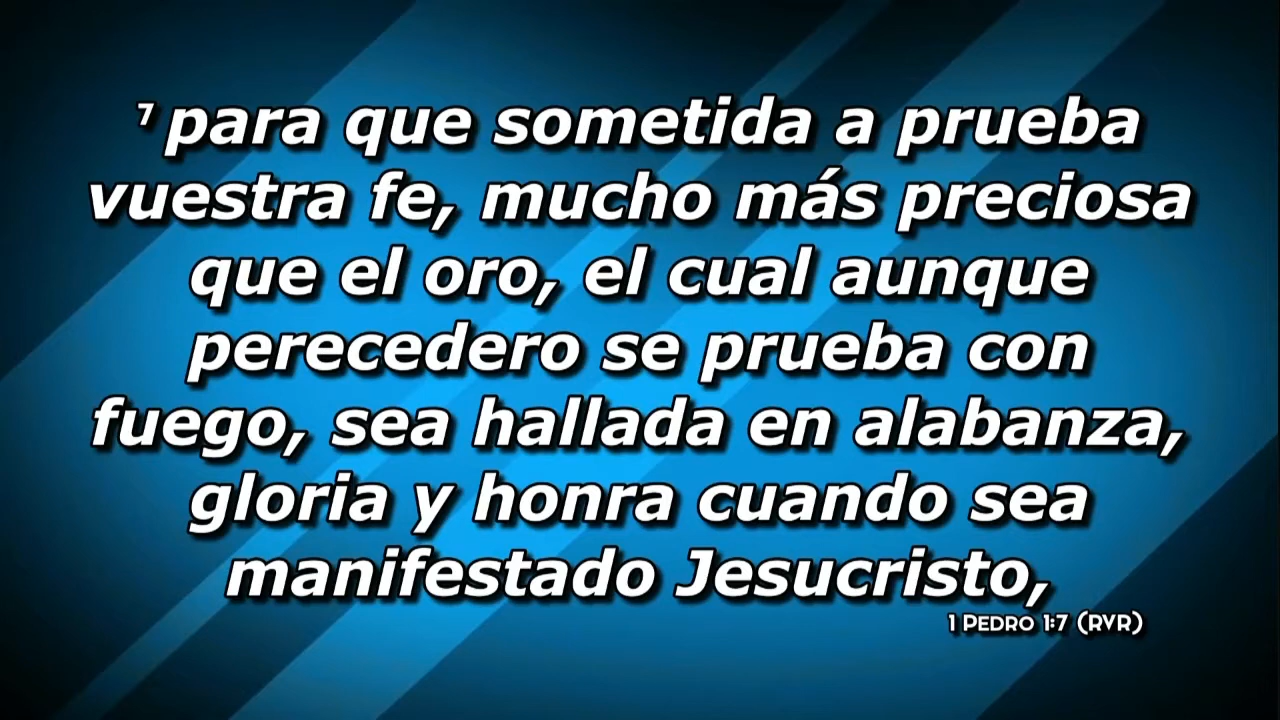 7 para que sometida a prueba
vuestra fe, mucho más preciosa
que el oro, el cual aunque
perecedero se prueba con
fuego, sea hallada en alabanza,
gloria y honra cuando sea
manifestado Jesucristo,
1 Pedro 1:7 (RVR)